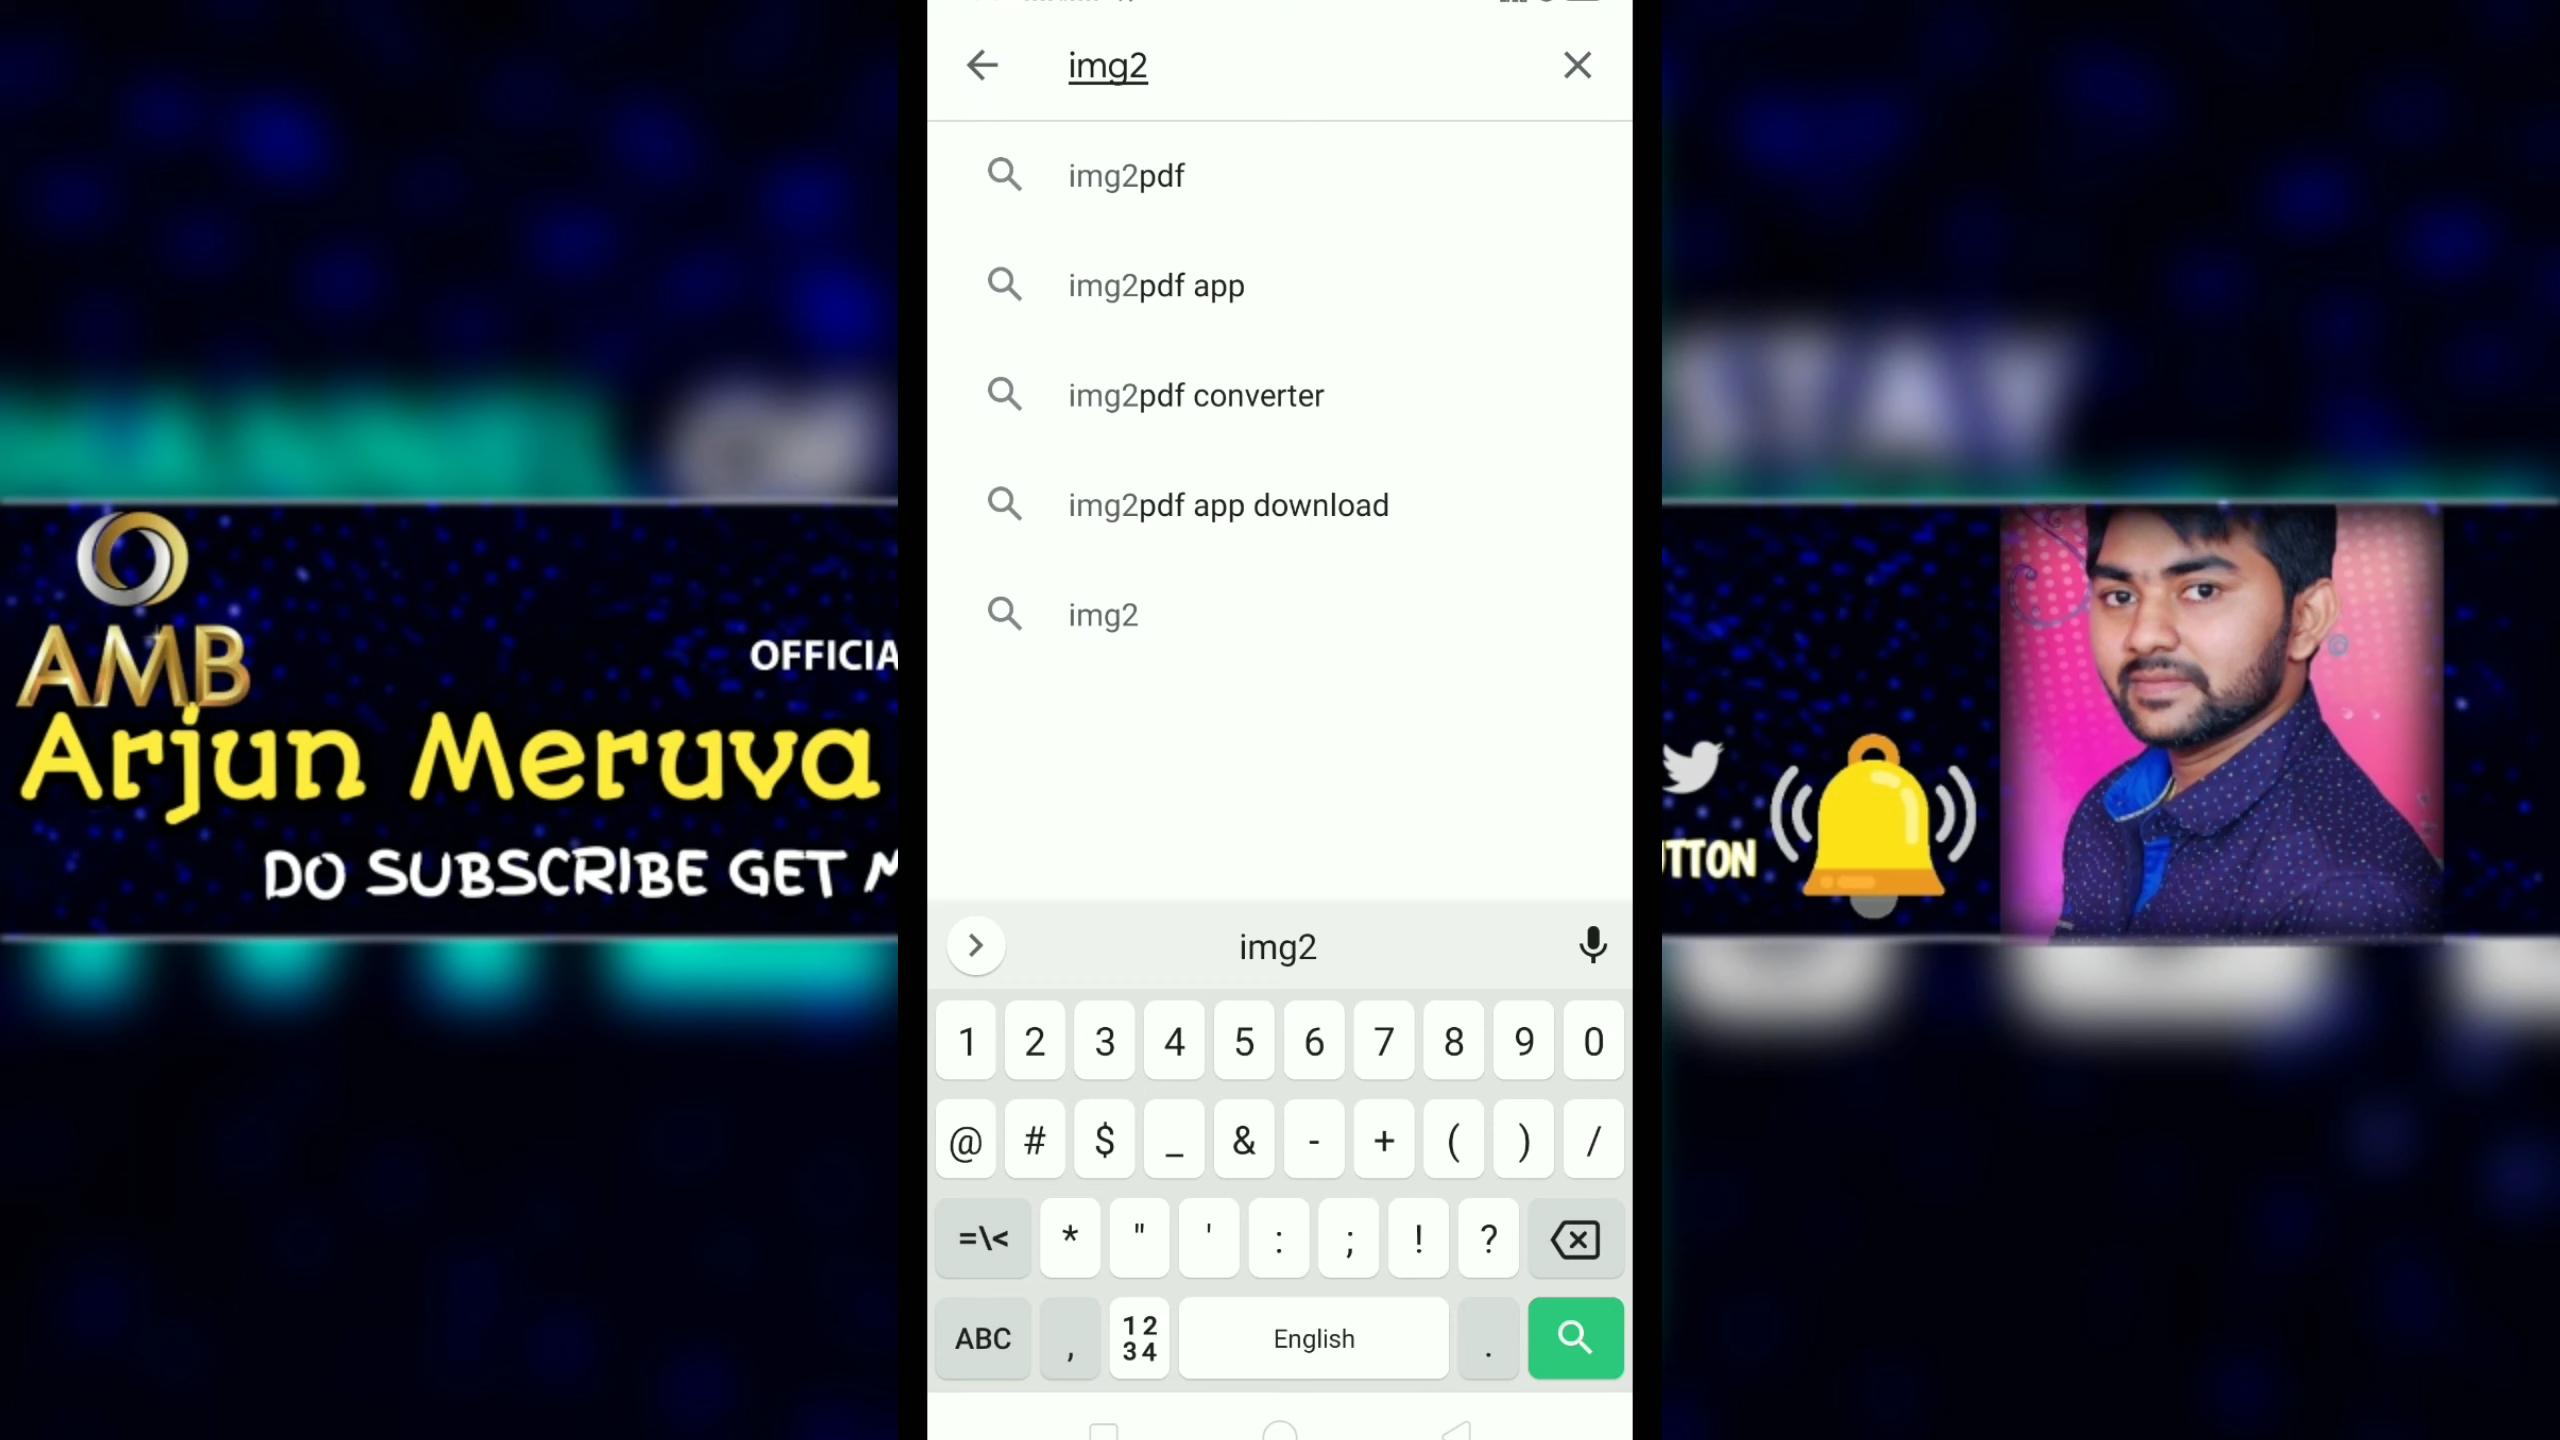 img2
img2pdf
img2pdf app
img2pdf converter
img2pdf app download
img2
AMB
OFFICIA
Arjun Meruva
DO SUBSCRIBE GET M
TTON
img2
1 2 3 4 5 6 7 8 9 0
@ # $ _ & - + ( ) /
=\< * " ' : ; ! ?
ABC , 12 34 English .